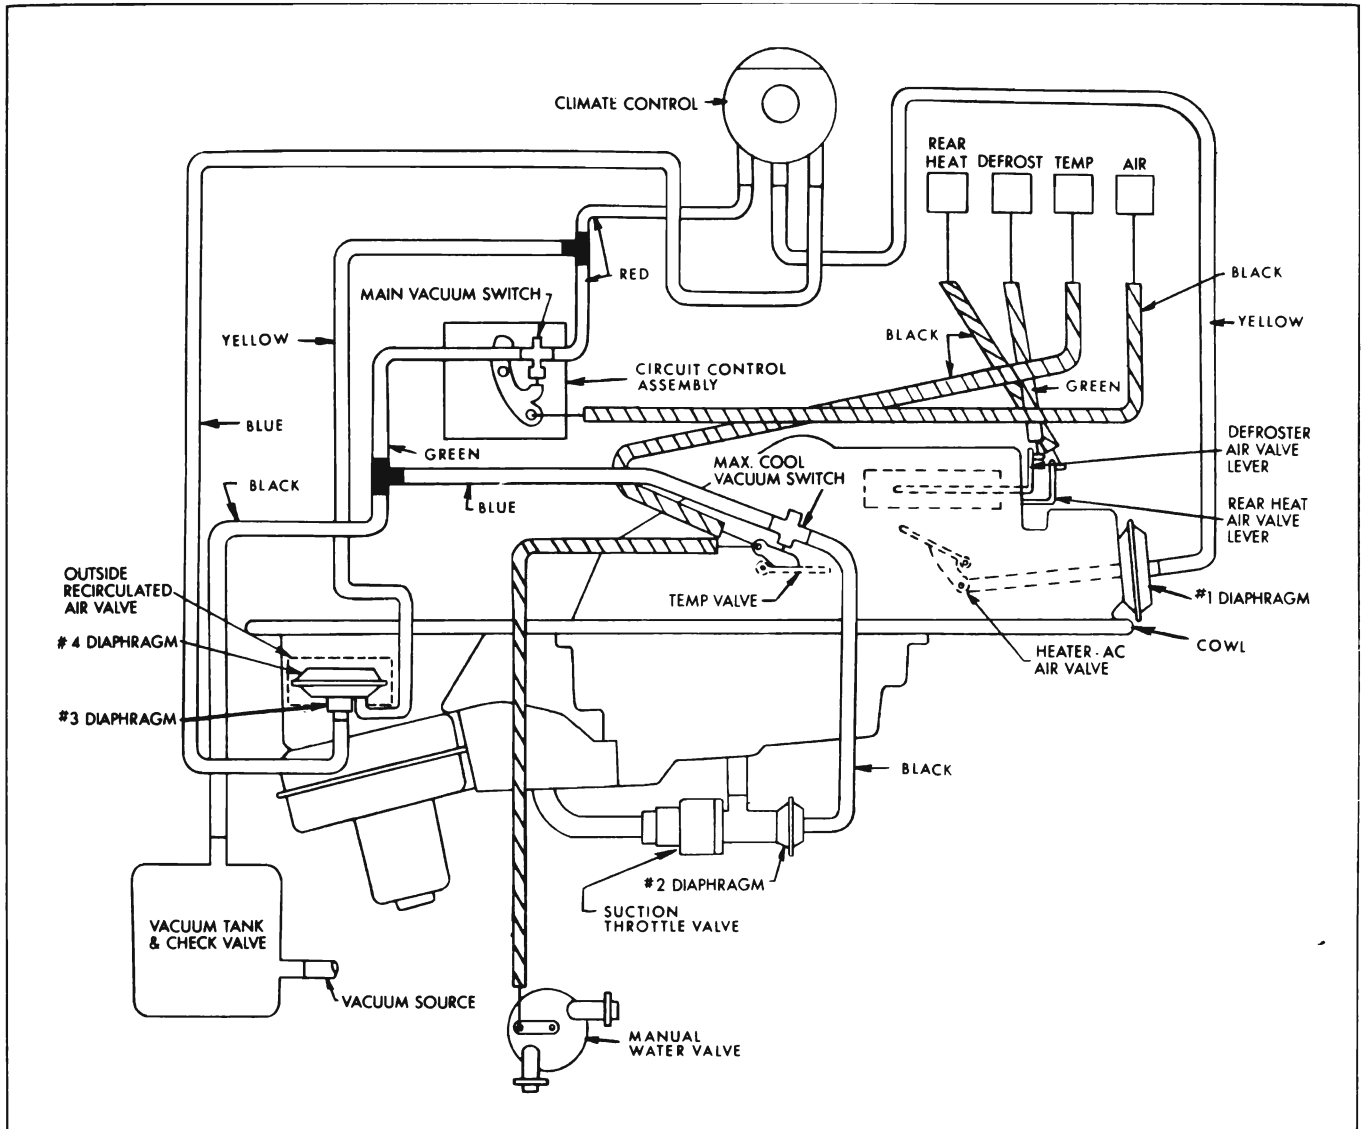 CLIMATE CONTROL
REAR
HEAT
DEFROST
TEMP
AIR
RED
BLACK
MAIN VACUUM SWITCH
YELLOW
BLACK
YELLOW
CIRCUIT CONTROL
ASSEMBLY
GREEN
BLUE
GREEN
MAX. COOL
VACUUM SWITCH
DEFROSTER
AIR VALVE
LEVER
BLACK
BLUE
REAR HEAT
AIR VALVE
LEVER
OUTSIDE
RECIRCULATED
AIR VALVE
TEMP VALVE
#1 DIAPHRAGM
#4 DIAPHRAGM
HEATER-AC
AIR VALVE
COWL
#3 DIAPHRAGM
BLACK
#2 DIAPHRAGM
SUCTION
THROTTLE VALVE
VACUUM TANK
& CHECK VALVE
VACUUM SOURCE
MANUAL
WATER VALVE